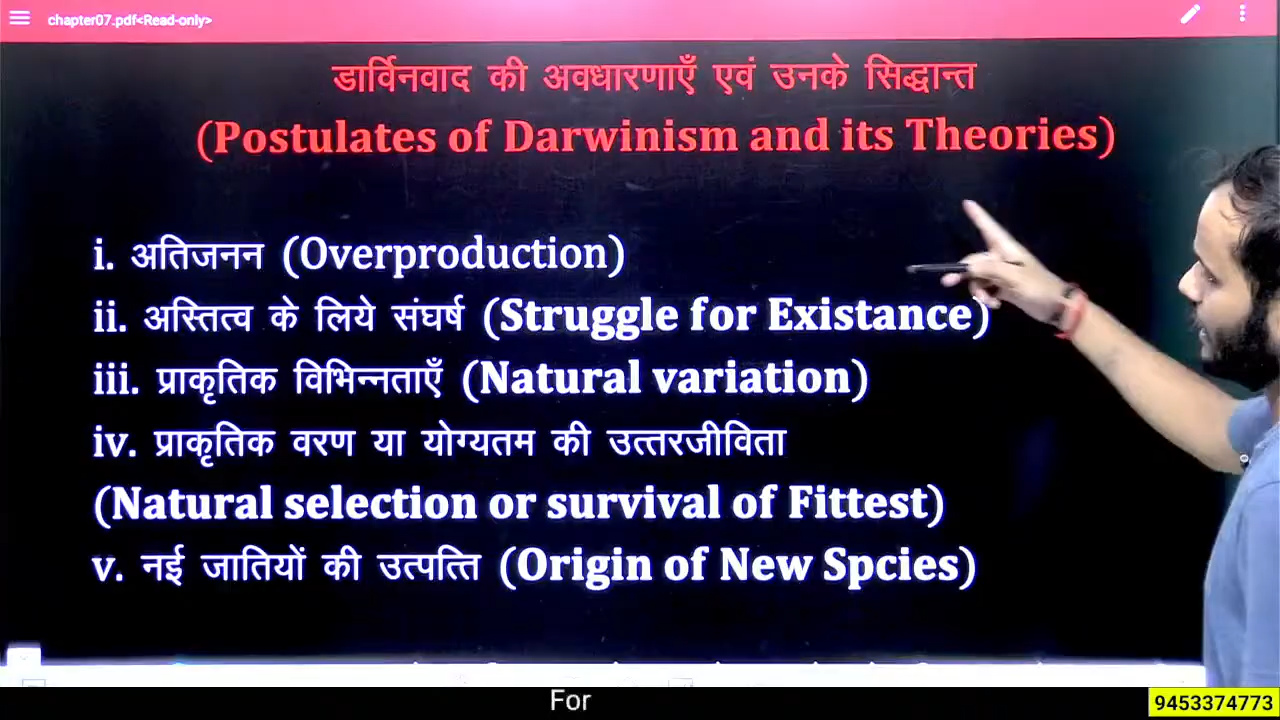 chapter07.pdf<Read-only>
डार्विनवाद की अवधारणाएँ एवं उनके सिद्धान्त
(Postulates of Darwinism and its Theories)
i. अतिजनन (Overproduction)
ii. अस्तित्व के लिये संघर्ष (Struggle for Existance)
iii. प्राकृतिक विभिन्नताएँ (Natural variation)
iv. प्राकृतिक वरण या योग्यतम की उत्तरजीविता
(Natural selection or survival of Fittest)
v. नई जातियों की उत्पत्ति (Origin of New Spcies)
For
9453374773